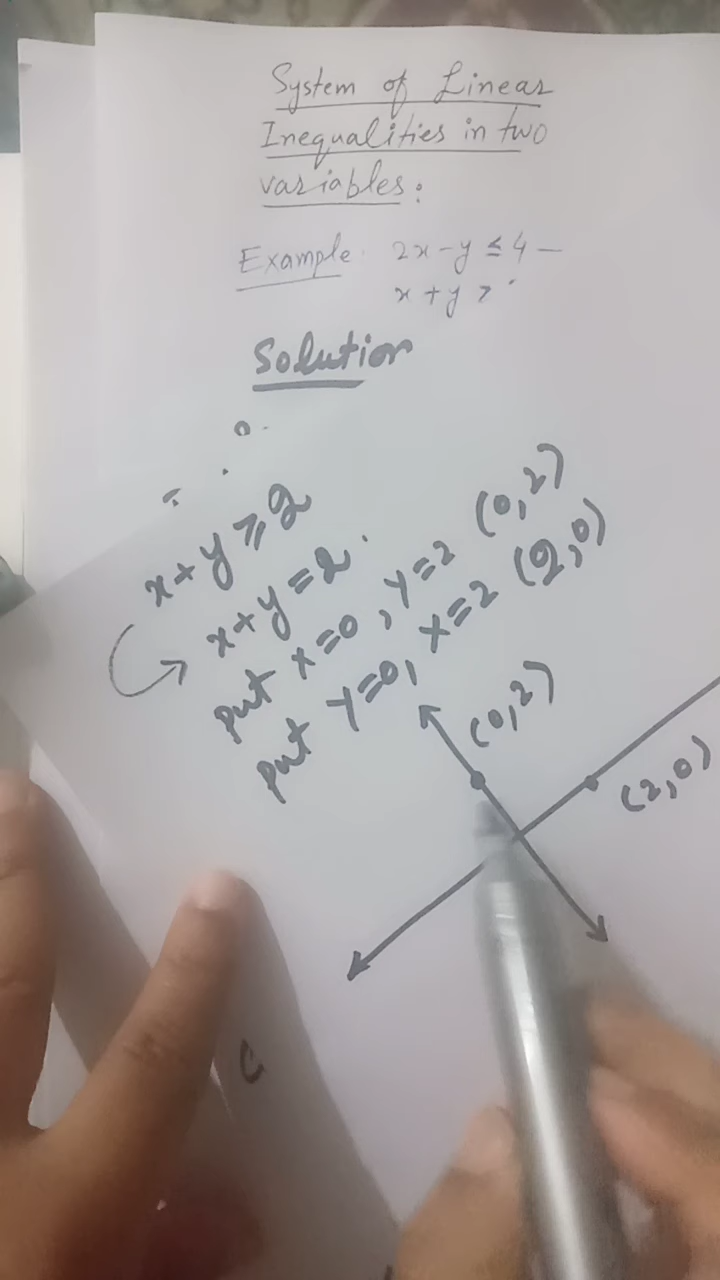 System of Linear
Inequalities in two
variables:
Example: 2x-y ≤ 4 —
x + y >
Solution
x+y ≥ 2
x+y=2.
put x=0, y=2 (0,2)
put y=0, x=2 (2,0)
(0,2)
(2,0)